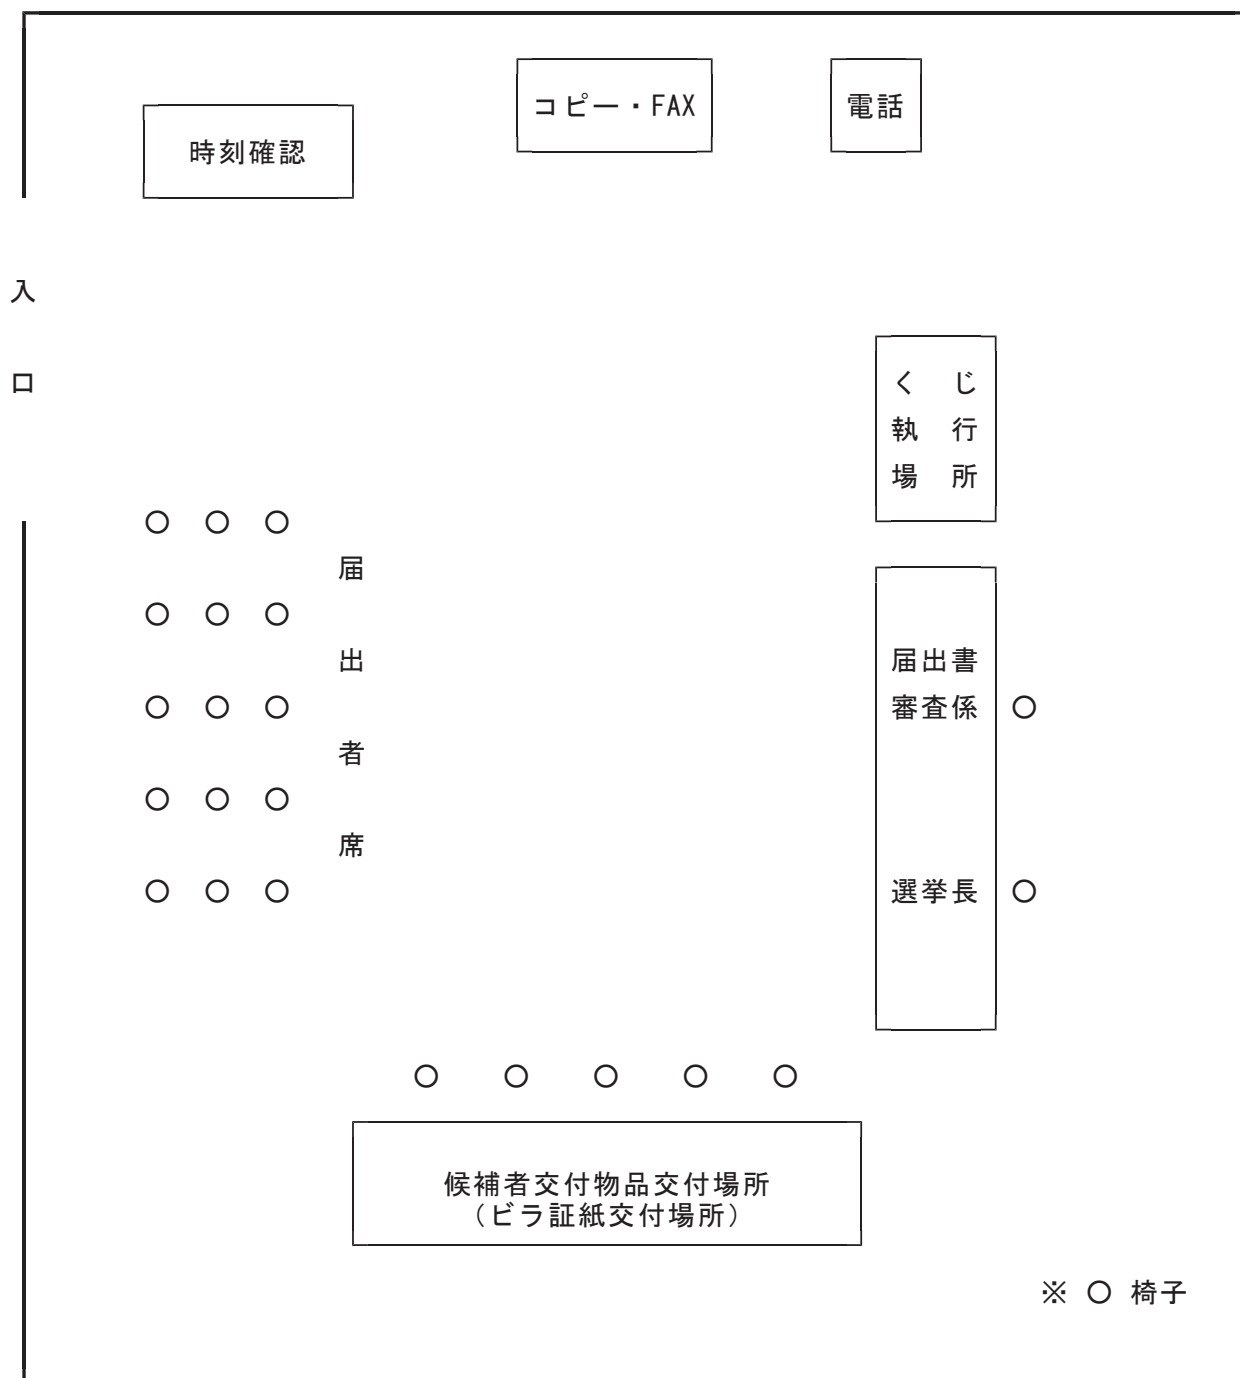 コピー・FAX
電話
時刻確認
入口
くじ
執行
場所
届出者席
届出書
審査係
選挙長
候補者交付物品交付場所
（ビラ証紙交付場所）
※ ○ 椅子